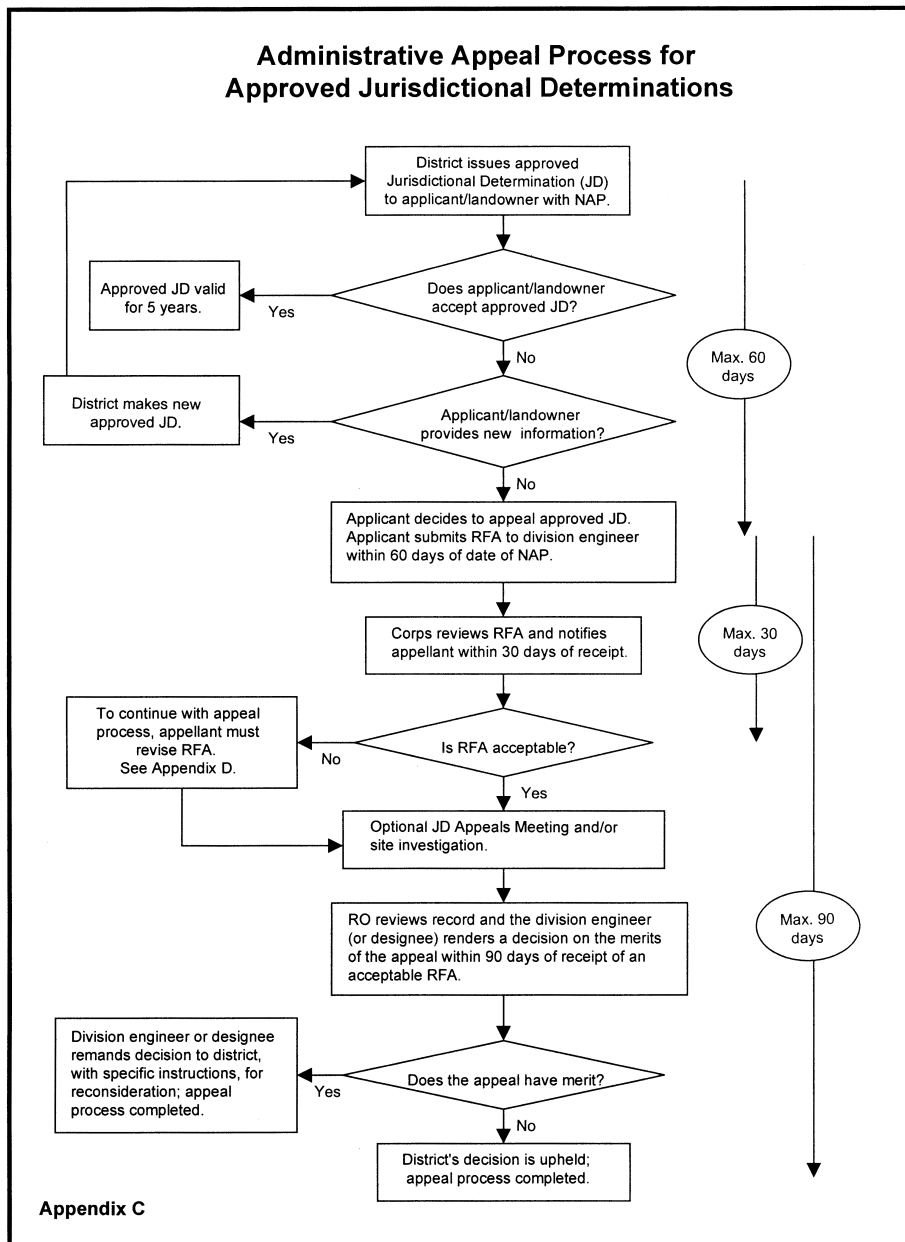 Administrative Appeal Process for
Approved Jurisdictional Determinations
District issues approved
Jurisdictional Determination (JD)
to applicant/landowner with NAP.
Does applicant/landowner
accept approved JD?
Yes
Approved JD valid
for 5 years.
No
Max. 60
days
Applicant/landowner
provides new information?
Yes
District makes new
approved JD.
No
Applicant decides to appeal approved JD.
Applicant submits RFA to division engineer
within 60 days of date of NAP.
Corps reviews RFA and notifies
appellant within 30 days of receipt.
Max. 30
days
Is RFA acceptable?
No
To continue with appeal
process, appellant must
revise RFA.
See Appendix D.
Yes
Optional JD Appeals Meeting and/or
site investigation.
RO reviews record and the division engineer
(or designee) renders a decision on the merits
of the appeal within 90 days of receipt of an
acceptable RFA.
Max. 90
days
Does the appeal have merit?
Yes
Division engineer or designee
remands decision to district,
with specific instructions, for
reconsideration; appeal
process completed.
No
District's decision is upheld;
appeal process completed.
Appendix C